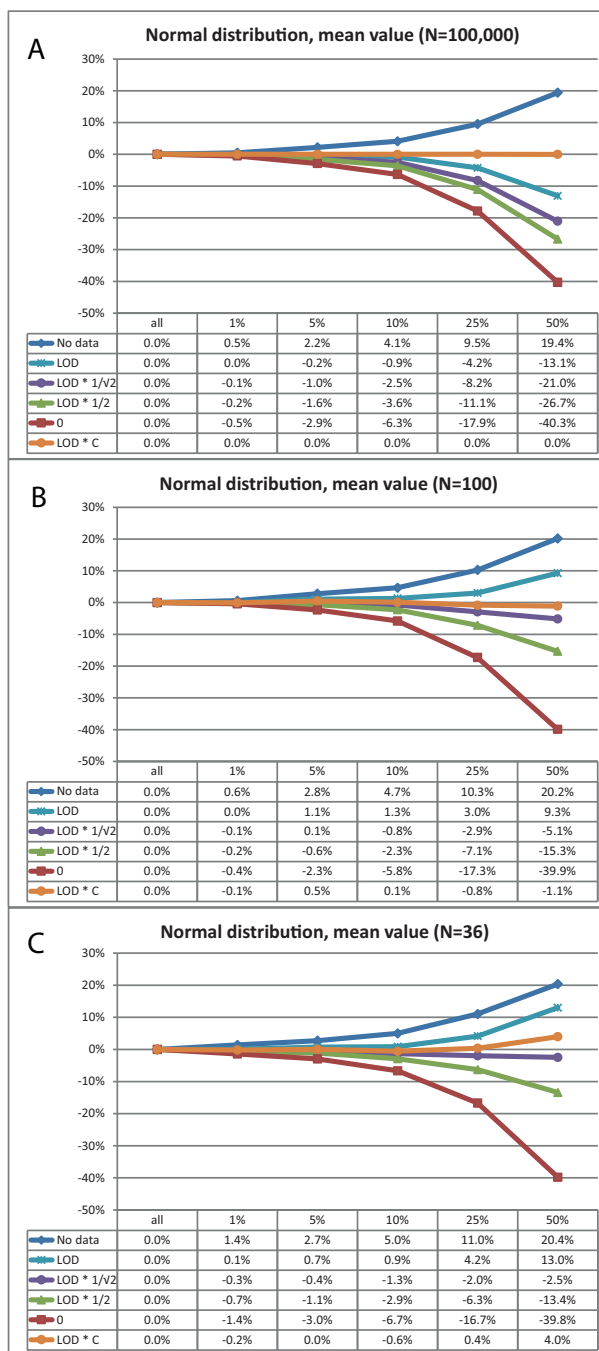 A
Normal distribution, mean value (N=100,000)
30%
20%
10%
0%
-10%
-20%
-30%
-40%
-50%
all 1% 5% 10% 25% 50%
No data 0.0% 0.5% 2.2% 4.1% 9.5% 19.4%
LOD 0.0% 0.0% -0.2% -0.9% -4.2% -13.1%
LOD * 1/√2 0.0% -0.1% -1.0% -2.5% -8.2% -21.0%
LOD * 1/2 0.0% -0.2% -1.6% -3.6% -11.1% -26.7%
0 0.0% -0.5% -2.9% -6.3% -17.9% -40.3%
LOD * C 0.0% 0.0% 0.0% 0.0% 0.0% 0.0%
B
Normal distribution, mean value (N=100)
30%
20%
10%
0%
-10%
-20%
-30%
-40%
-50%
all 1% 5% 10% 25% 50%
No data 0.0% 0.6% 2.8% 4.7% 10.3% 20.2%
LOD 0.0% 0.0% 1.1% 1.3% 3.0% 9.3%
LOD * 1/√2 0.0% -0.1% 0.1% -0.8% -2.9% -5.1%
LOD * 1/2 0.0% -0.2% -0.6% -2.3% -7.1% -15.3%
0 0.0% -0.4% -2.3% -5.8% -17.3% -39.9%
LOD * C 0.0% -0.1% 0.5% 0.1% -0.8% -1.1%
C
Normal distribution, mean value (N=36)
30%
20%
10%
0%
-10%
-20%
-30%
-40%
-50%
all 1% 5% 10% 25% 50%
No data 0.0% 1.4% 2.7% 5.0% 11.0% 20.4%
LOD 0.0% 0.1% 0.7% 0.9% 4.2% 13.0%
LOD * 1/√2 0.0% -0.3% -0.4% -1.3% -2.0% -2.5%
LOD * 1/2 0.0% -0.7% -1.1% -2.9% -6.3% -13.4%
0 0.0% -1.4% -3.0% -6.7% -16.7% -39.8%
LOD * C 0.0% -0.2% 0.0% -0.6% 0.4% 4.0%